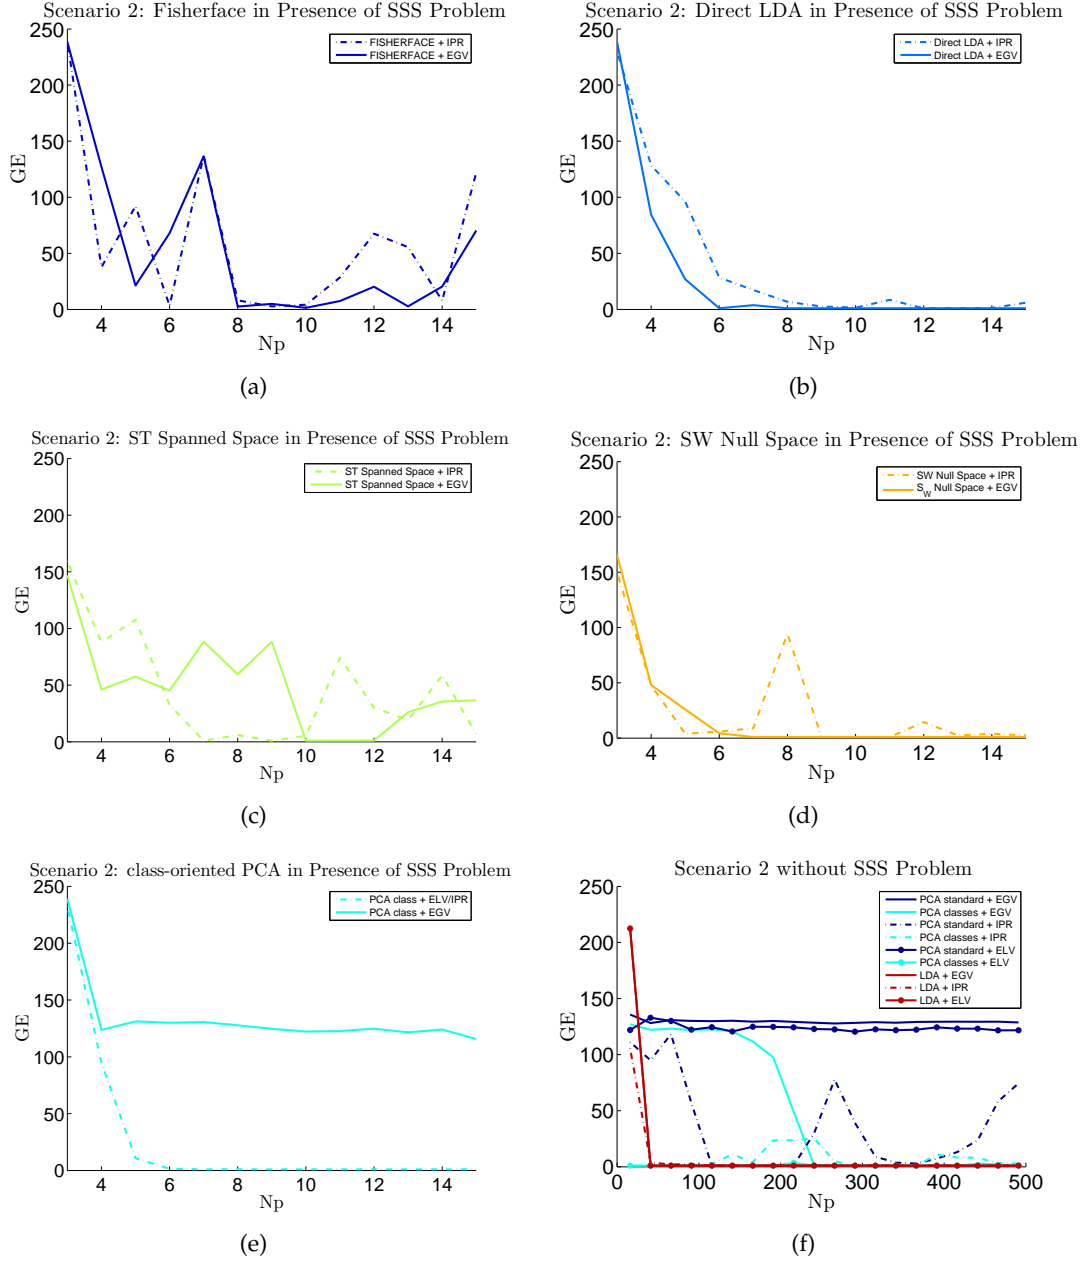 Scenario 2: Fisherface in Presence of SSS Problem
FISHERFACE + IPR
FISHERFACE + EGV
250
200
150
100
50
0
GE
4 6 8 10 12 14
Np
(a)
Scenario 2: Direct LDA in Presence of SSS Problem
Direct LDA + IPR
Direct LDA + EGV
250
200
150
100
50
0
GE
4 6 8 10 12 14
Np
(b)
Scenario 2: ST Spanned Space in Presence of SSS Problem
ST Spanned Space + IPR
ST Spanned Space + EGV
250
200
150
100
50
0
GE
4 6 8 10 12 14
Np
(c)
Scenario 2: SW Null Space in Presence of SSS Problem
SW Null Space + IPR
S_W Null Space + EGV
250
200
150
100
50
0
GE
4 6 8 10 12 14
Np
(d)
Scenario 2: class-oriented PCA in Presence of SSS Problem
PCA class + ELV/IPR
PCA class + EGV
250
200
150
100
50
0
GE
4 6 8 10 12 14
Np
(e)
Scenario 2 without SSS Problem
PCA standard + EGV
PCA classes + EGV
PCA standard + IPR
PCA classes + IPR
PCA standard + ELV
PCA classes + ELV
LDA + EGV
LDA + IPR
LDA + ELV
250
200
150
100
50
0
GE
0 100 200 300 400 500
Np
(f)